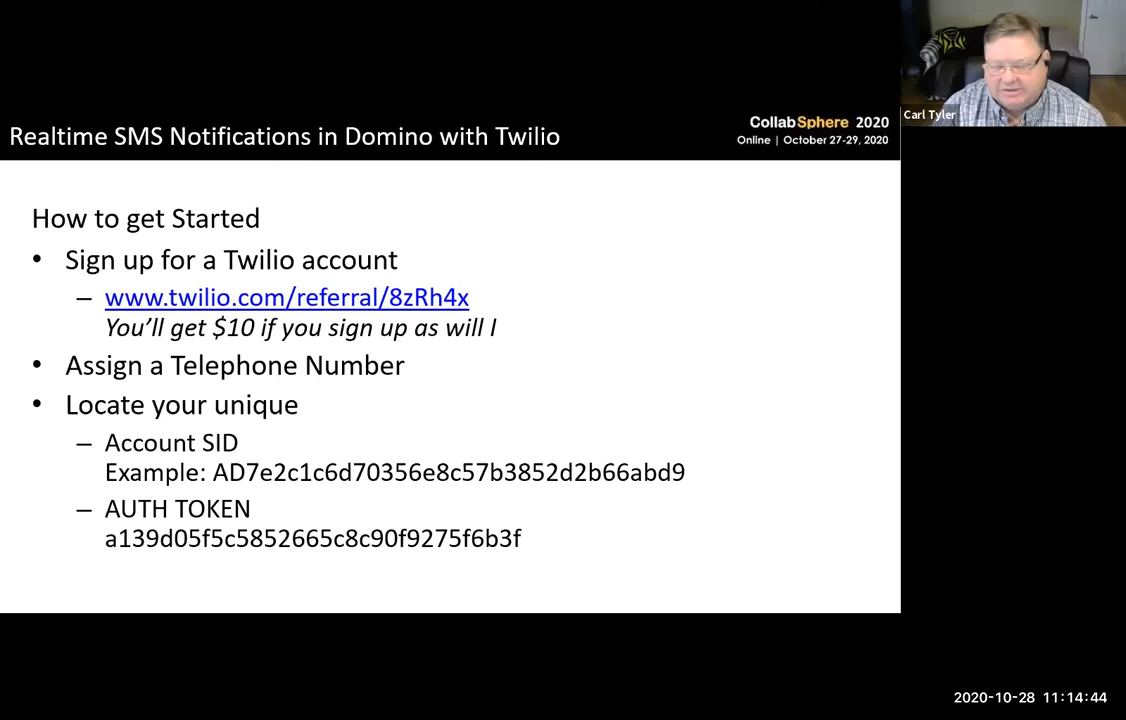 Realtime SMS Notifications in Domino with Twilio
CollabSphere 2020
Online | October 27-29, 2020
Carl Tyler
How to get Started
• Sign up for a Twilio account
– www.twilio.com/referral/8zRh4x
You’ll get $10 if you sign up as will I
• Assign a Telephone Number
• Locate your unique
– Account SID
Example: AD7e2c1c6d70356e8c57b3852d2b66abd9
– AUTH TOKEN
a139d05f5c5852665c8c90f9275f6b3f
2020-10-28 11:14:44